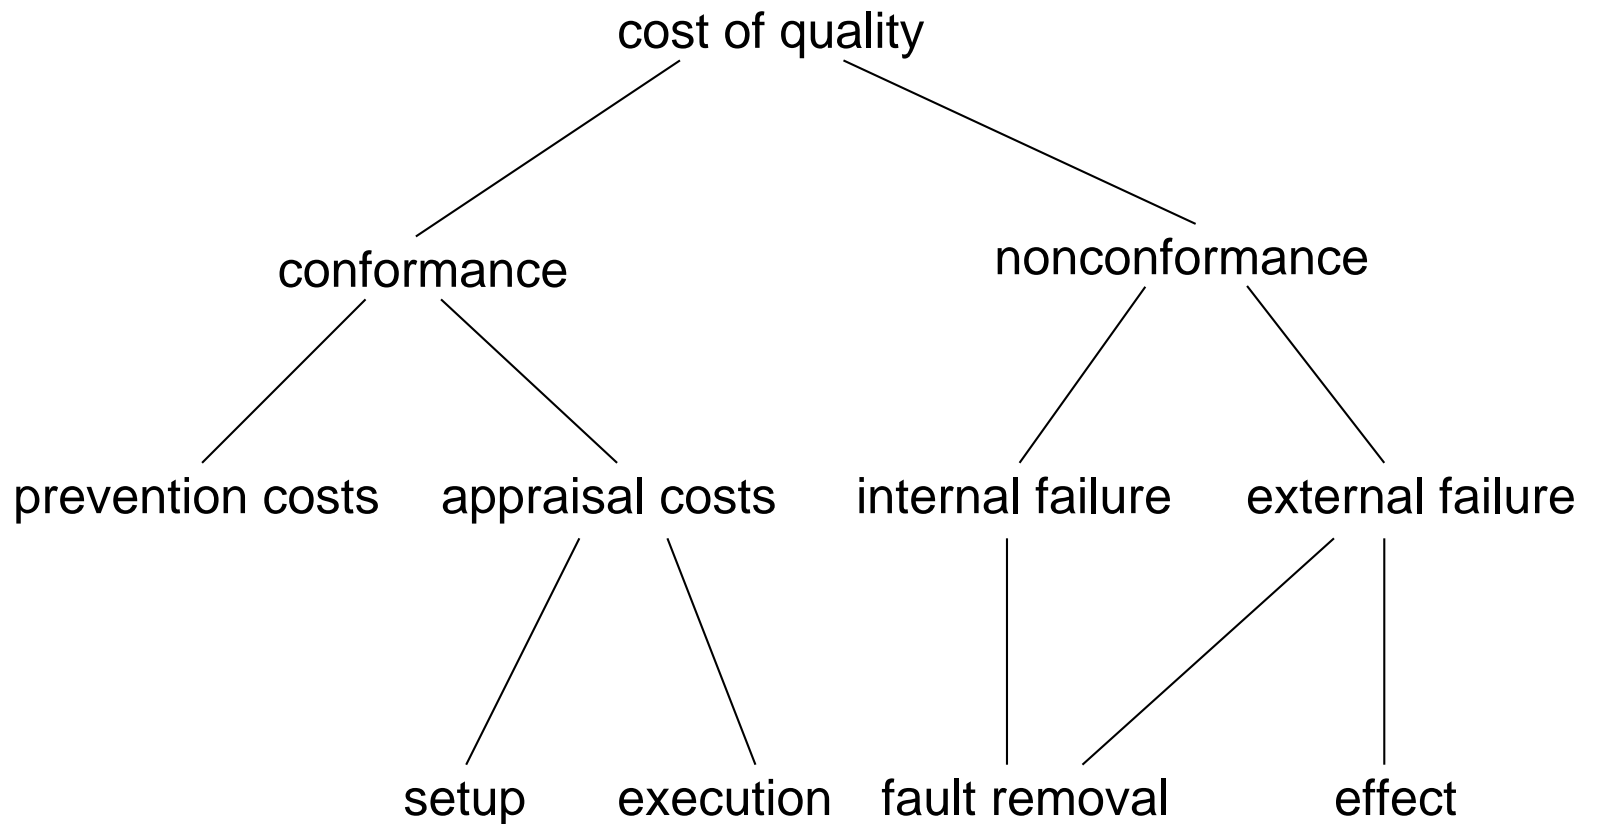 cost of quality
conformance
nonconformance
prevention costs
appraisal costs
internal failure
external failure
setup
execution
fault removal
effect